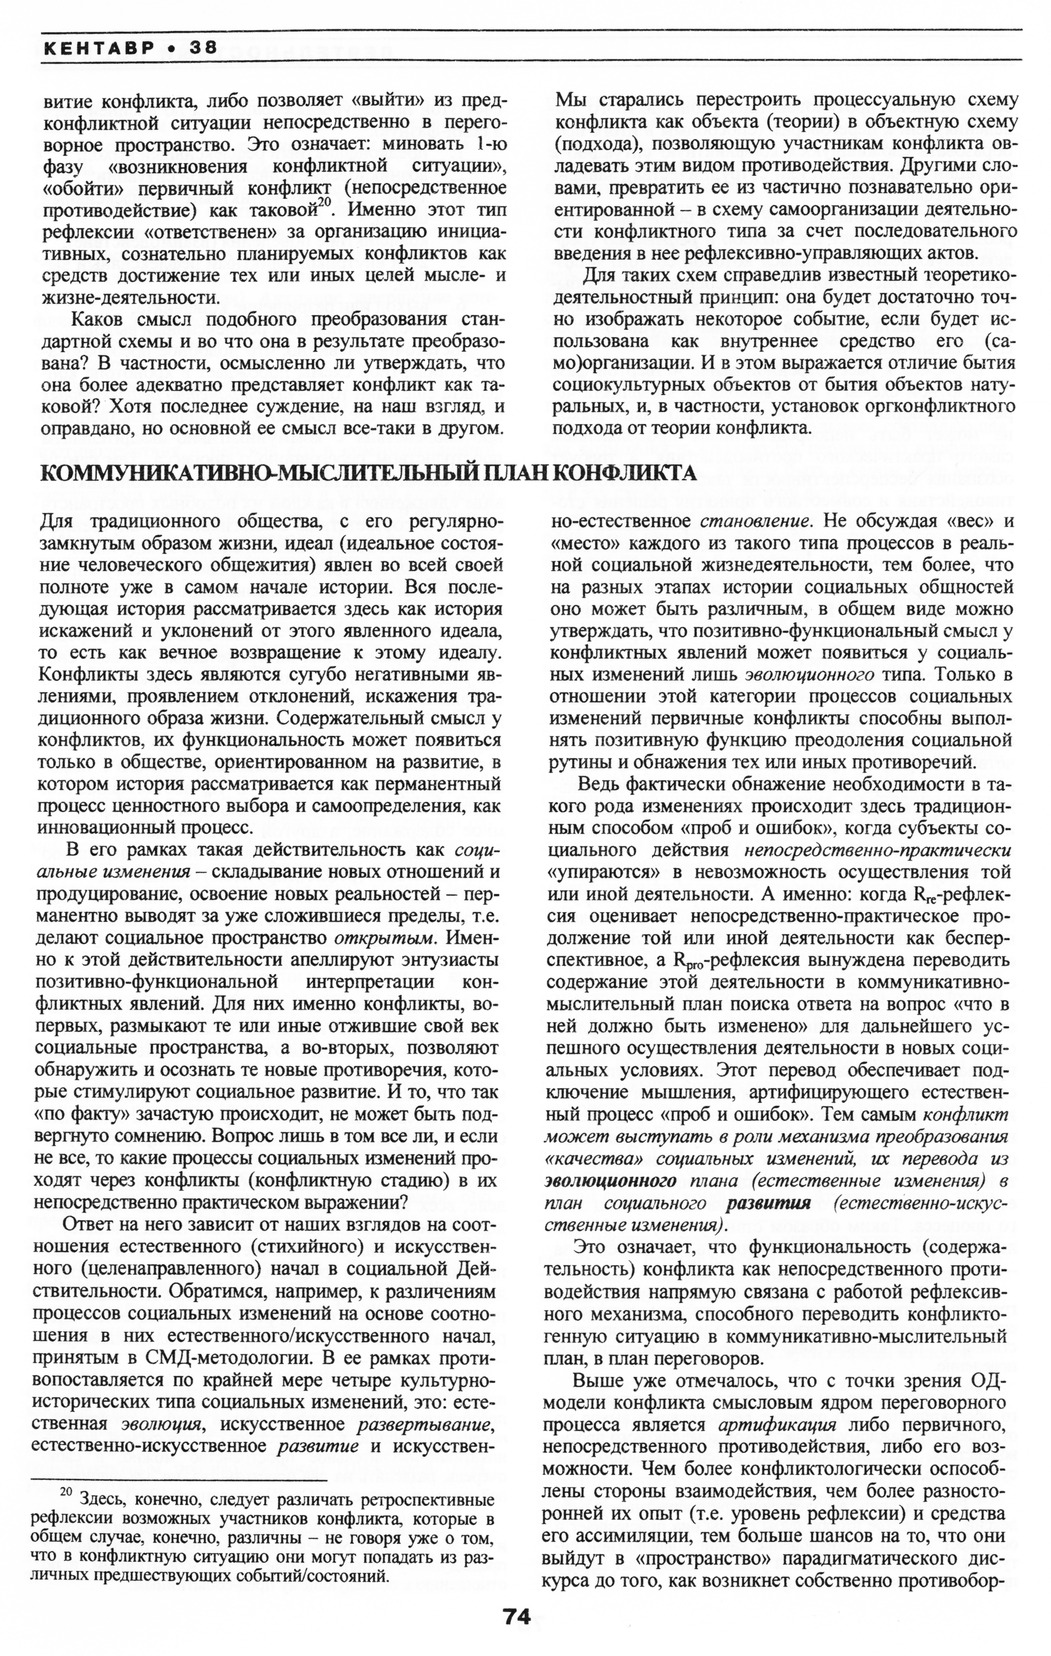 КЕНТАВР • 38
витие конфликта, либо позволяет «выйти» из пред-
конфликтной ситуации непосредственно в перего-
ворное пространство. Это означает: миновать 1-ю
фазу «возникновения конфликтной ситуации»,
«обойти» первичный конфликт (непосредственное
противодействие) как таковой20. Именно этот тип
рефлексии «ответственен» за организацию инициа-
тивных, сознательно планируемых конфликтов как
средств достижение тех или иных целей мысле- и
жизне-деятельности.
Каков смысл подобного преобразования стан-
дартной схемы и во что она в результате преобразо-
вана? В частности, осмысленно ли утверждать, что
она более адекватно представляет конфликт как та-
ковой? Хотя последнее суждение, на наш взгляд, и
оправдано, но основной ее смысл все-таки в другом.
Мы старались перестроить процессуальную схему
конфликта как объекта (теории) в объектную схему
(подхода), позволяющую участникам конфликта ов-
ладевать этим видом противодействия. Другими сло-
вами, превратить ее из частично познавательно ори-
ентированной – в схему самоорганизации деятельно-
сти конфликтного типа за счет последовательного
введения в нее рефлексивно-управляющих актов.
Для таких схем справедлив известный теоретико-
деятельностный принцип: она будет достаточно точ-
но изображать некоторое событие, если будет ис-
пользована как внутреннее средство его (са-
мо)организации. И в этом выражается отличие бытия
социокультурных объектов от бытия объектов нату-
ральных, и, в частности, установок оргконфликтного
подхода от теории конфликта.
КОММУНИКАТИВНО-МЫСЛИТЕЛЬНЫЙ ПЛАН КОНФЛИКТА
Для традиционного общества, с его регулярно-
замкнутым образом жизни, идеал (идеальное состоя-
ние человеческого общежития) явлен во всей своей
полноте уже в самом начале истории. Вся после-
дующая история рассматривается здесь как история
искажений и уклонений от этого явленного идеала,
то есть как вечное возвращение к этому идеалу.
Конфликты здесь являются сугубо негативными яв-
лениями, проявлением отклонений, искажения тра-
диционного образа жизни. Содержательный смысл у
конфликтов, их функциональность может появиться
только в обществе, ориентированном на развитие, в
котором история рассматривается как перманентный
процесс ценностного выбора и самоопределения, как
инновационный процесс.
В его рамках такая действительность как соци-
альные изменения – складывание новых отношений и
продуцирование, освоение новых реальностей – пер-
манентно выводят за уже сложившиеся пределы, т.е.
делают социальное пространство открытым. Имен-
но к этой действительности апеллируют энтузиасты
позитивно-функциональной интерпретации кон-
фликтных явлений. Для них именно конфликты, во-
первых, размыкают те или иные отжившие свой век
социальные пространства, а во-вторых, позволяют
обнаружить и осознать те новые противоречия, кото-
рые стимулируют социальное развитие. И то, что так
«по факту» зачастую происходит, не может быть под-
вергнуто сомнению. Вопрос лишь в том все ли, и если
не все, то какие процессы социальных изменений про-
ходят через конфликты (конфликтную стадию) в их
непосредственно практическом выражении?
Ответ на него зависит от наших взглядов на соот-
ношения естественного (стихийного) и искусствен-
ного (целенаправленного) начал в социальной Дей-
ствительности. Обратимся, например, к различениям
процессов социальных изменений на основе соотно-
шения в них естественного/искусственного начал,
принятым в СМД-методологии. В ее рамках проти-
вопоставляется по крайней мере четыре культурно-
исторических типа социальных изменений, это: есте-
ственная эволюция, искусственное развертывание,
естественно-искусственное развитие и искусствен-
20 Здесь, конечно, следует различать ретроспективные
рефлексии возможных участников конфликта, которые в
общем случае, конечно, различны – не говоря уже о том,
что в конфликтную ситуацию они могут попадать из раз-
личных предшествующих событий/состояний.
но-естественное становление. Не обсуждая «вес» и
«место» каждого из такого типа процессов в реаль-
ной социальной жизнедеятельности, тем более, что
на разных этапах истории социальных общностей
оно может быть различным, в общем виде можно
утверждать, что позитивно-функциональный смысл у
конфликтных явлений может появиться у социаль-
ных изменений лишь эволюционного типа. Только в
отношении этой категории процессов социальных
изменений первичные конфликты способны выпол-
нять позитивную функцию преодоления социальной
рутины и обнажения тех или иных противоречий.
Ведь фактически обнажение необходимости в та-
кого рода изменениях происходит здесь традицион-
ным способом «проб и ошибок», когда субъекты со-
циального действия непосредственно-практически
«упираются» в невозможность осуществления той
или иной деятельности. А именно: когда Rre-рефлек-
сия оценивает непосредственно-практическое про-
должение той или иной деятельности как беспер-
спективное, а Rpro-рефлексия вынуждена переводить
содержание этой деятельности в коммуникативно-
мыслительный план поиска ответа на вопрос «что в
ней должно быть изменено» для дальнейшего ус-
пешного осуществления деятельности в новых соци-
альных условиях. Этот перевод обеспечивает под-
ключение мышления, артифицирующего естествен-
ный процесс «проб и ошибок». Тем самым конфликт
может выступать в роли механизма преобразования
«качества» социальных изменений, их перевода из
эволюционного плана (естественные изменения) в
план социального развития (естественно-искус-
ственные изменения).
Это означает, что функциональность (содержа-
тельность) конфликта как непосредственного проти-
водействия напрямую связана с работой рефлексив-
ного механизма, способного переводить конфликто-
генную ситуацию в коммуникативно-мыслительный
план, в план переговоров.
Выше уже отмечалось, что с точки зрения ОД-
модели конфликта смысловым ядром переговорного
процесса является артификация либо первичного,
непосредственного противодействия, либо его воз-
можности. Чем более конфликтологически оспособ-
лены стороны взаимодействия, чем более разносто-
ронней их опыт (т.е. уровень рефлексии) и средства
его ассимиляции, тем больше шансов на то, что они
выйдут в «пространство» парадигматического дис-
курса до того, как возникнет собственно противобор-
74